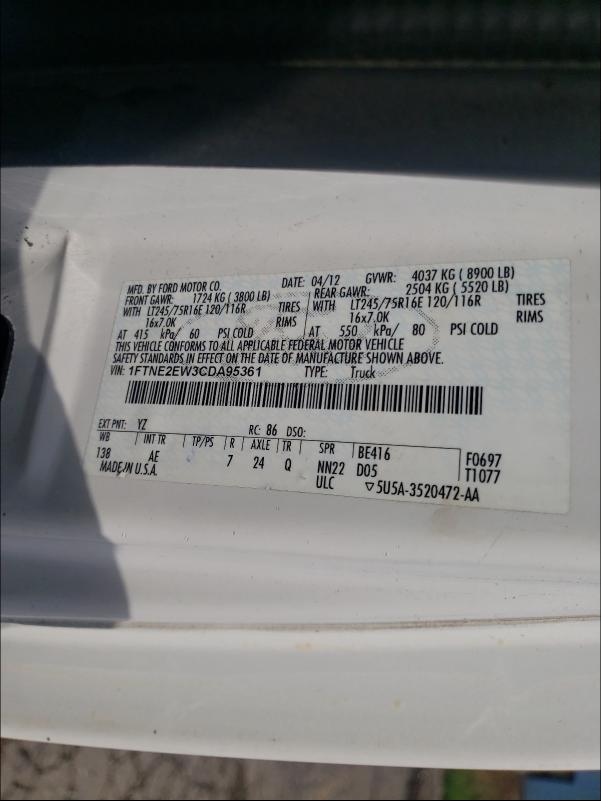 MFD. BY FORD MOTOR CO. DATE: 04/12 GVWR: 4037 KG ( 8900 LB)
FRONT GAWR: 1724 KG ( 3800 LB) REAR GAWR: 2504 KG ( 5520 LB)
WITH LT245/75R16E 120/116R TIRES WITH LT245/75R16E 120/116R TIRES
16x7.0K RIMS 16x7.0K RIMS
AT 415 kPa/ 60 PSI COLD AT 550 kPa/ 80 PSI COLD
THIS VEHICLE CONFORMS TO ALL APPLICABLE FEDERAL MOTOR VEHICLE
SAFETY STANDARDS IN EFFECT ON THE DATE OF MANUFACTURE SHOWN ABOVE.
VIN: 1FTNE2EW3CDA95361 TYPE: Truck
EXT PNT: YZ RC: 86 DSO:
WB INT TR TP/PS R AXLE TR SPR BE416 F0697
138 AE 7 24 Q NN22 D05 T1077
MADE IN U.S.A. ULC ▽5U5A-3520472-AA